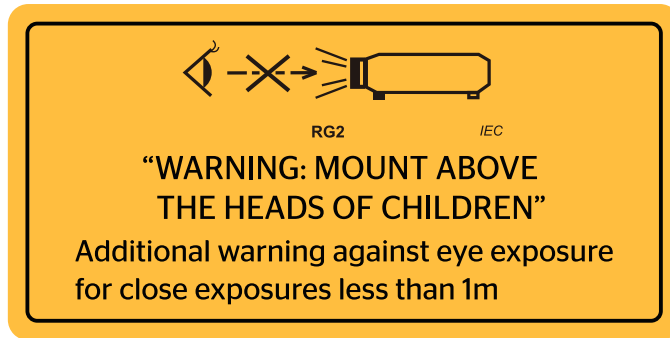 RG2 IEC
“WARNING: MOUNT ABOVE
THE HEADS OF CHILDREN”
Additional warning against eye exposure
for close exposures less than 1m